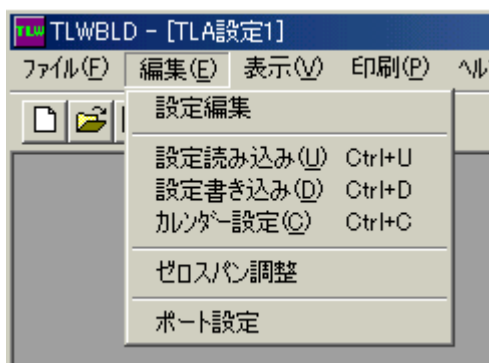 TLW TLWBLD - [TLA設定1]
ﾌｧｲﾙ(F) 編集(E) 表示(V) 印刷(P) ﾍﾙ
設定編集
設定読み込み(U) Ctrl+U
設定書き込み(D) Ctrl+D
ｶﾚﾝﾀﾞｰ設定(C) Ctrl+C
ゼロスパン調整
ポート設定